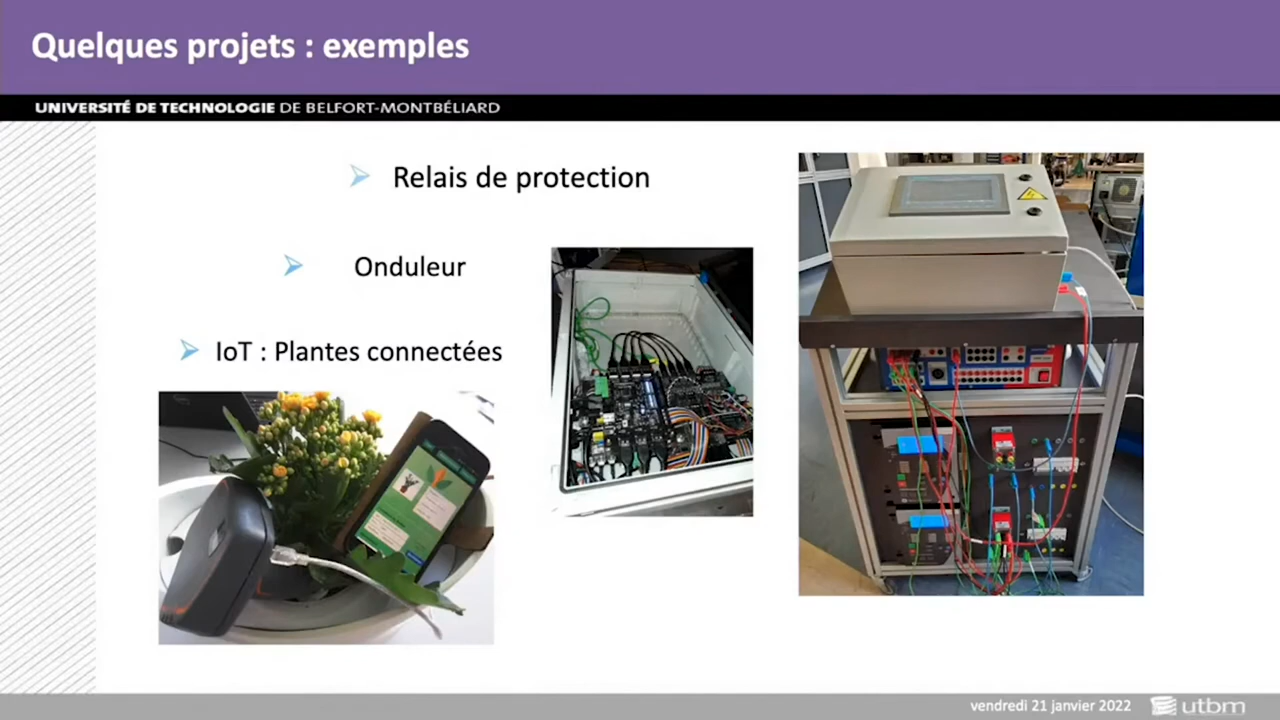 Quelques projets : exemples
UNIVERSITÉ DE TECHNOLOGIE DE BELFORT-MONTBÉLIARD
Relais de protection
Onduleur
IoT : Plantes connectées
vendredi 21 janvier 2022
utbm